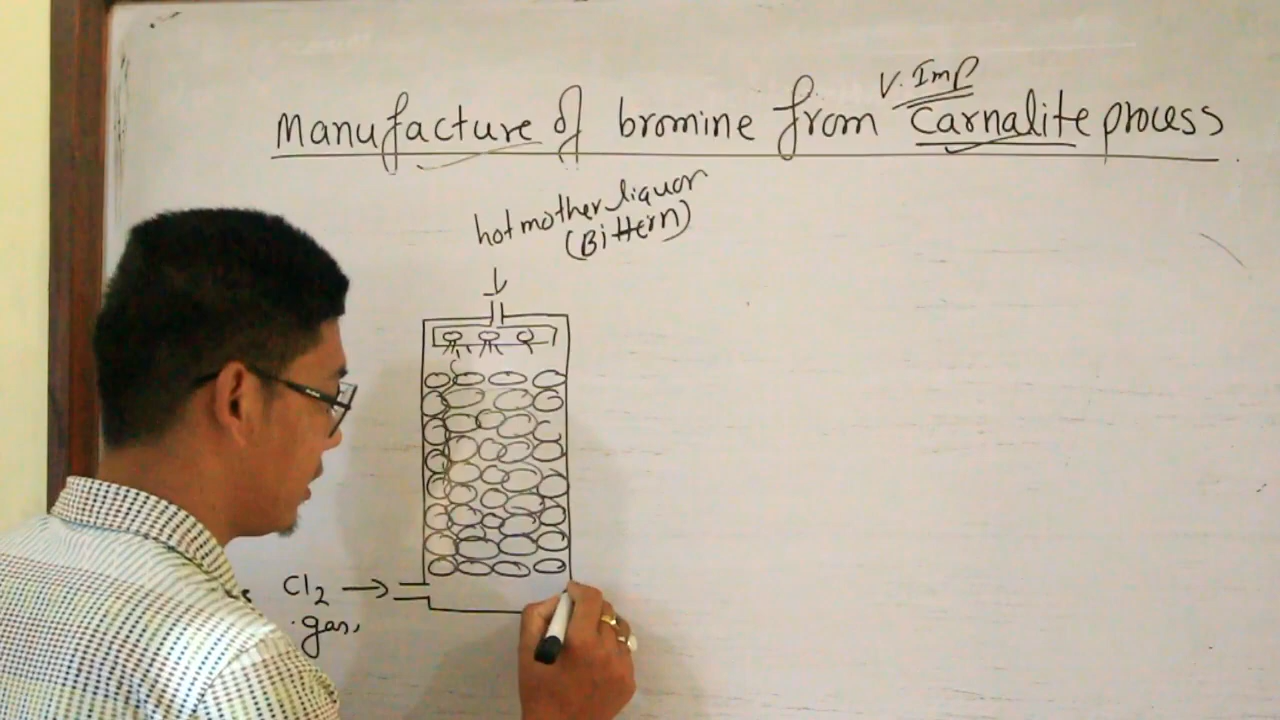 V. Imp
Manufacture of bromine from Carnalite process
hot mother liquor
(Bittern)
Cl2
gas,